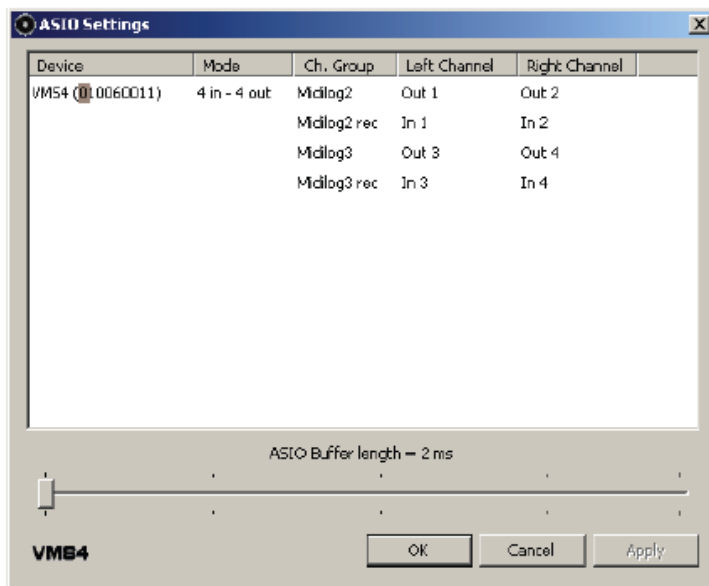 ASIO Settings
Device Mode Ch. Group Left Channel Right Channel
VMS4 (010060011) 4 in - 4 out Midilog2 Out 1 Out 2
Midilog2 rec In 1 In 2
Midilog3 Out 3 Out 4
Midilog3 rec In 3 In 4
ASIO Buffer length = 2 ms
VMS4 OK Cancel Apply